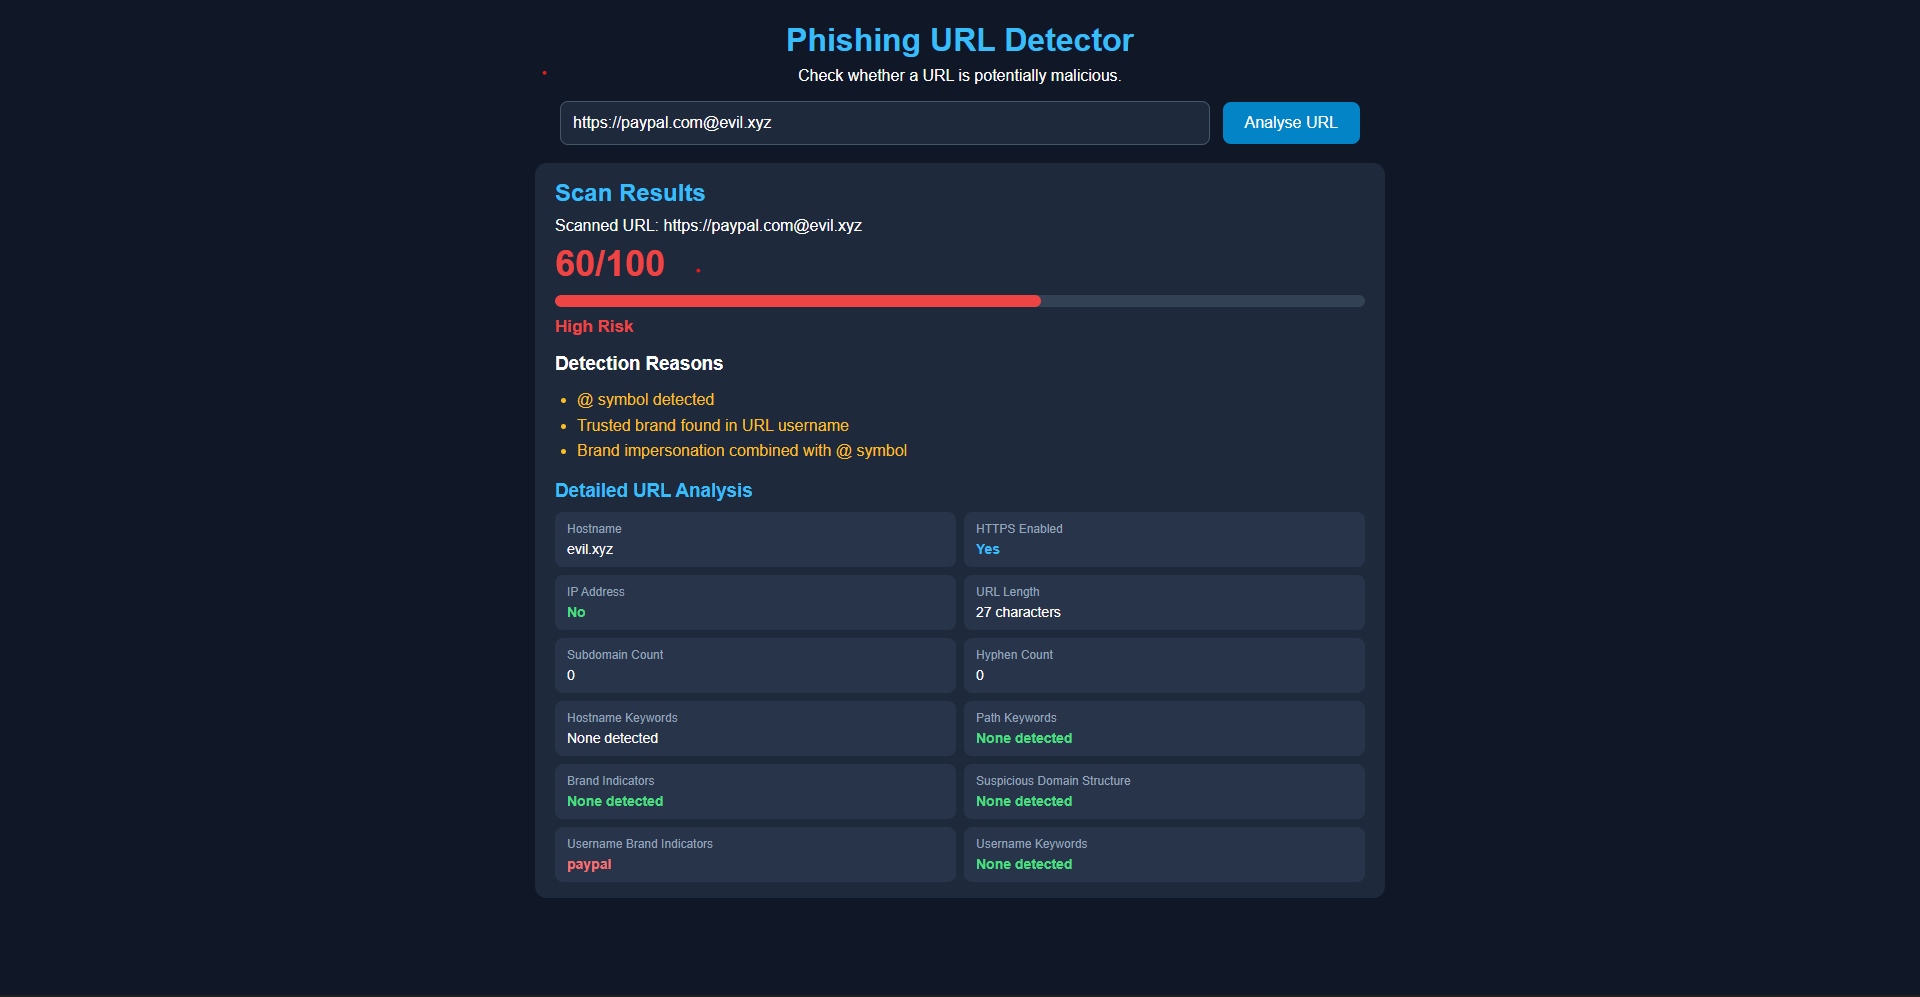 Phishing URL Detector
Check whether a URL is potentially malicious.
https://paypal.com@evil.xyz
Analyse URL
Scan Results
Scanned URL: https://paypal.com@evil.xyz
60/100
High Risk
Detection Reasons
• @ symbol detected
• Trusted brand found in URL username
• Brand impersonation combined with @ symbol
Detailed URL Analysis
Hostname
evil.xyz
HTTPS Enabled
Yes
IP Address
No
URL Length
27 characters
Subdomain Count
0
Hyphen Count
0
Hostname Keywords
None detected
Path Keywords
None detected
Brand Indicators
None detected
Suspicious Domain Structure
None detected
Username Brand Indicators
paypal
Username Keywords
None detected